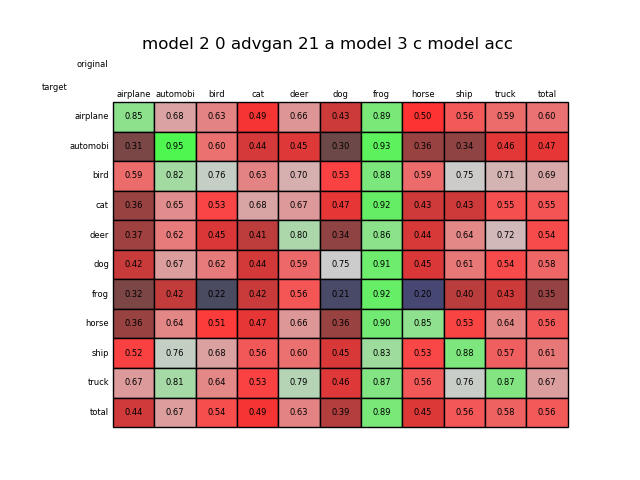 model 2 0 advgan 21 a model 3 c model acc
original
target
airplane automobi bird cat deer dog frog horse ship truck total
airplane 0.85 0.68 0.63 0.49 0.66 0.43 0.89 0.50 0.56 0.59 0.60
automobi 0.31 0.95 0.60 0.44 0.45 0.30 0.93 0.36 0.34 0.46 0.47
bird 0.59 0.82 0.76 0.63 0.70 0.53 0.88 0.59 0.75 0.71 0.69
cat 0.36 0.65 0.53 0.68 0.67 0.47 0.92 0.43 0.43 0.55 0.55
deer 0.37 0.62 0.45 0.41 0.80 0.34 0.86 0.44 0.64 0.72 0.54
dog 0.42 0.67 0.62 0.44 0.59 0.75 0.91 0.45 0.61 0.54 0.58
frog 0.32 0.42 0.22 0.42 0.56 0.21 0.92 0.20 0.40 0.43 0.35
horse 0.36 0.64 0.51 0.47 0.66 0.36 0.90 0.85 0.53 0.64 0.56
ship 0.52 0.76 0.68 0.56 0.60 0.45 0.83 0.53 0.88 0.57 0.61
truck 0.67 0.81 0.64 0.53 0.79 0.46 0.87 0.56 0.76 0.87 0.67
total 0.44 0.67 0.54 0.49 0.63 0.39 0.89 0.45 0.56 0.58 0.56